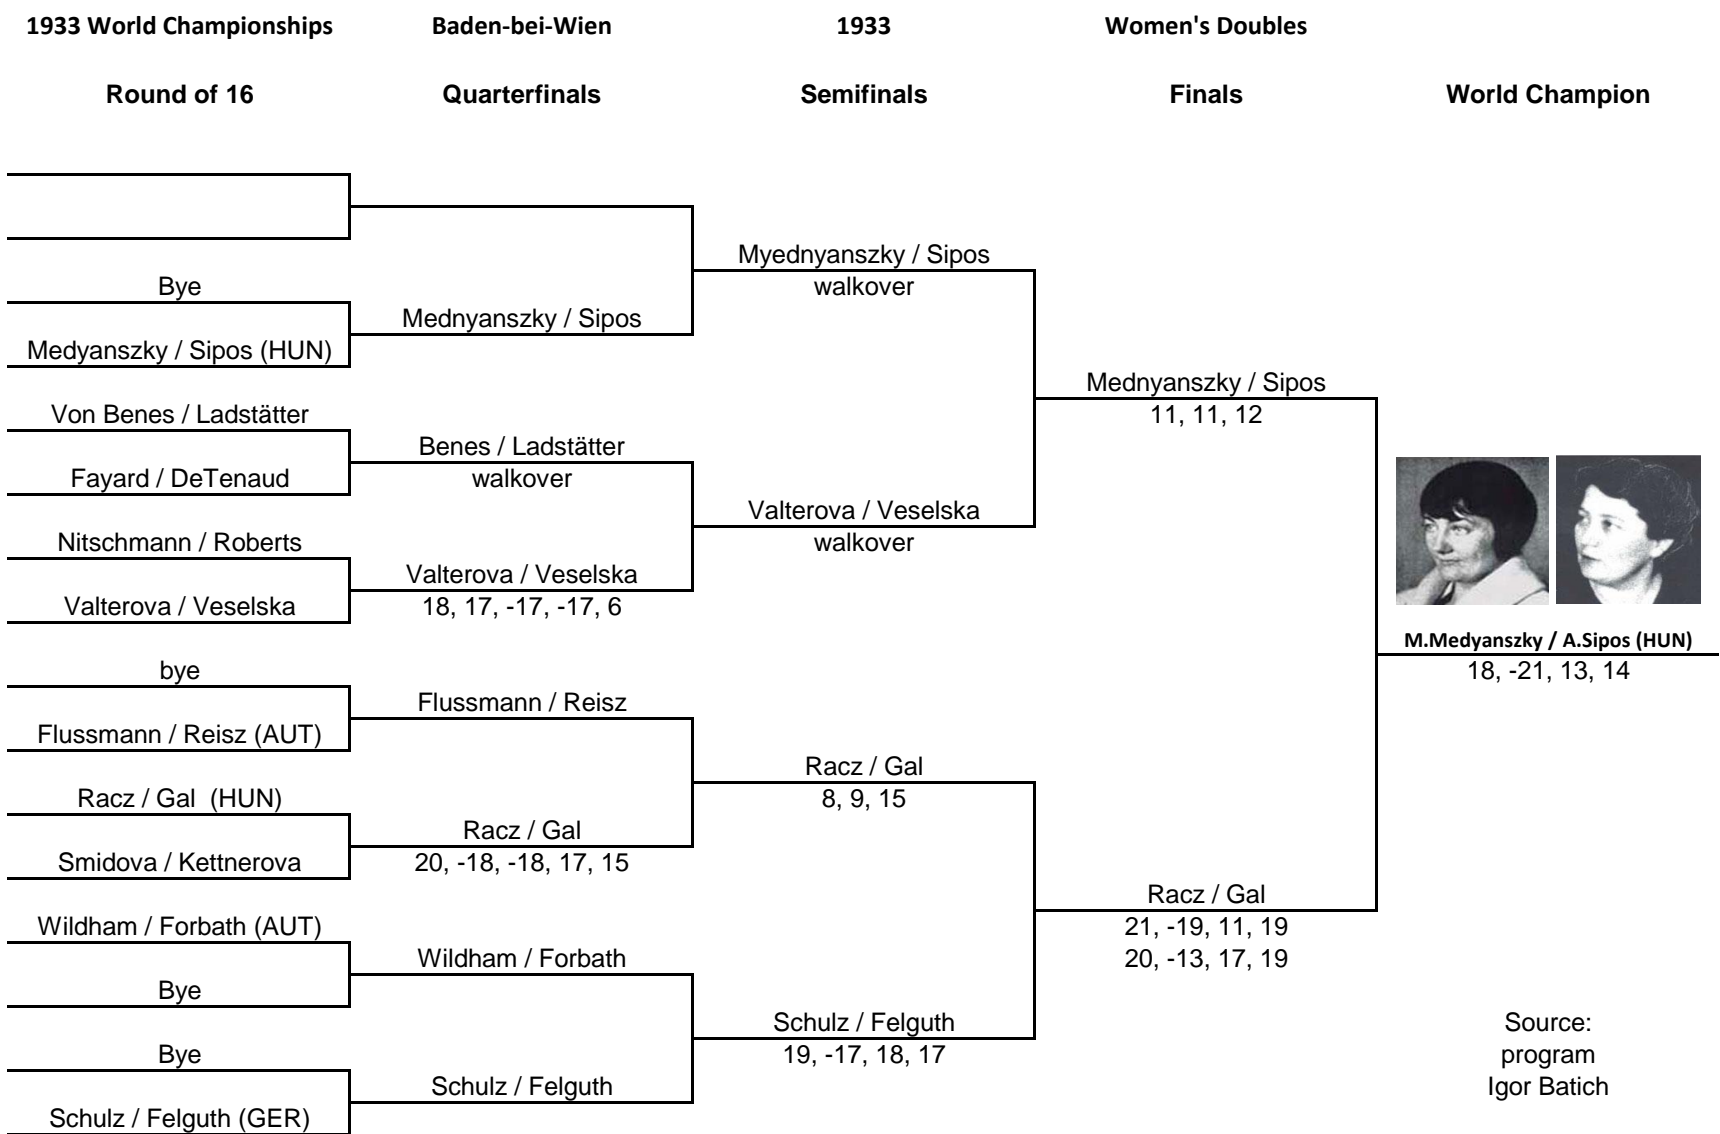 1933 World Championships Baden-bei-Wien 1933 Women's Doubles
Round of 16 Quarterfinals Semifinals Finals World Champion
Bye
Medyanszky / Sipos (HUN)
Von Benes / Ladstätter
Fayard / DeTenaud
Nitschmann / Roberts
Valterova / Veselska
bye
Flussmann / Reisz (AUT)
Racz / Gal (HUN)
Smidova / Kettnerova
Wildham / Forbath (AUT)
Bye
Bye
Schulz / Felguth (GER)
Mednyanszky / Sipos
Benes / Ladstätter
walkover
Valterova / Veselska
18, 17, -17, -17, 6
Flussmann / Reisz
Racz / Gal
20, -18, -18, 17, 15
Wildham / Forbath
Schulz / Felguth
Myednyanszky / Sipos
walkover
Valterova / Veselska
walkover
Racz / Gal
8, 9, 15
Schulz / Felguth
19, -17, 18, 17
Mednyanszky / Sipos
11, 11, 12
Racz / Gal
21, -19, 11, 19
20, -13, 17, 19
M.Medyanszky / A.Sipos (HUN)
18, -21, 13, 14
Source:
program
Igor Batich